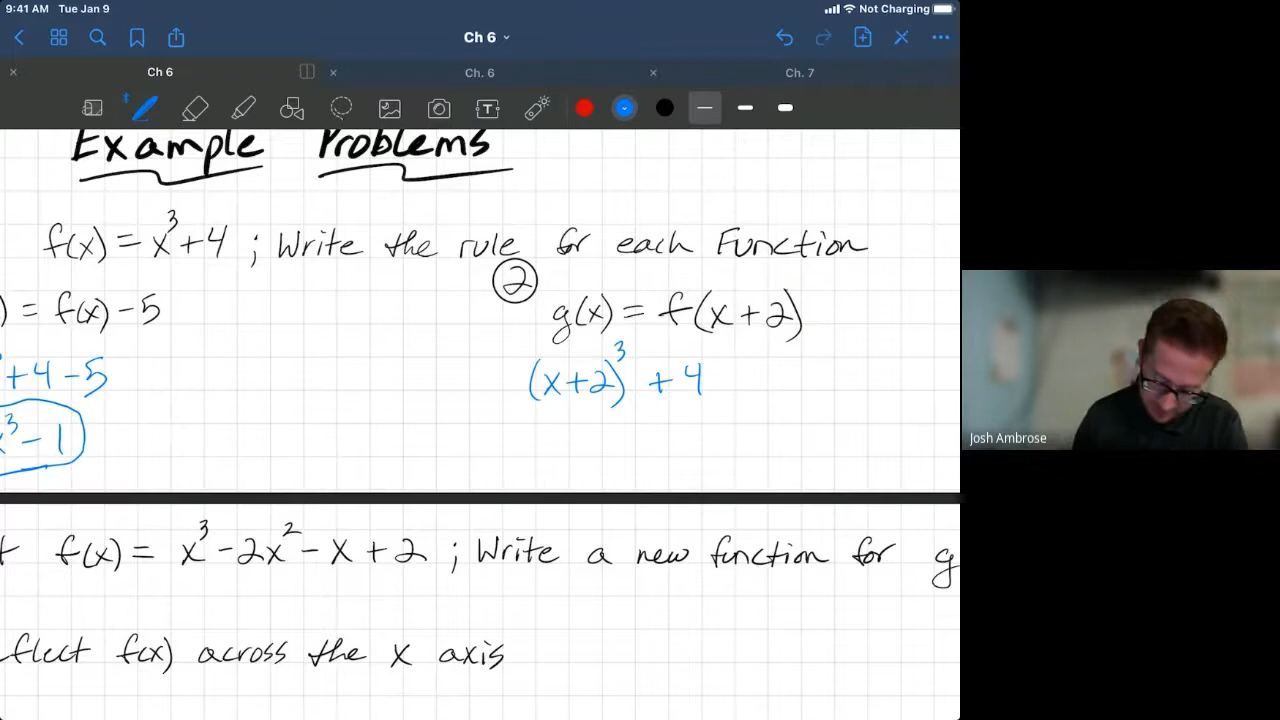 9:41 AM Tue Jan 9
Not Charging
Ch 6
Ch 6
Ch. 6
Ch. 7
Example Problems
f(x) = x³+4 ; Write the rule for each Function
) = f(x) - 5
② g(x) = f(x+2)
+4 -5
(x+2)³ + 4
x³ - 1
f(x) = x³ - 2x² - x + 2 ; Write a new function for g
flect f(x) across the x axis
Josh Ambrose